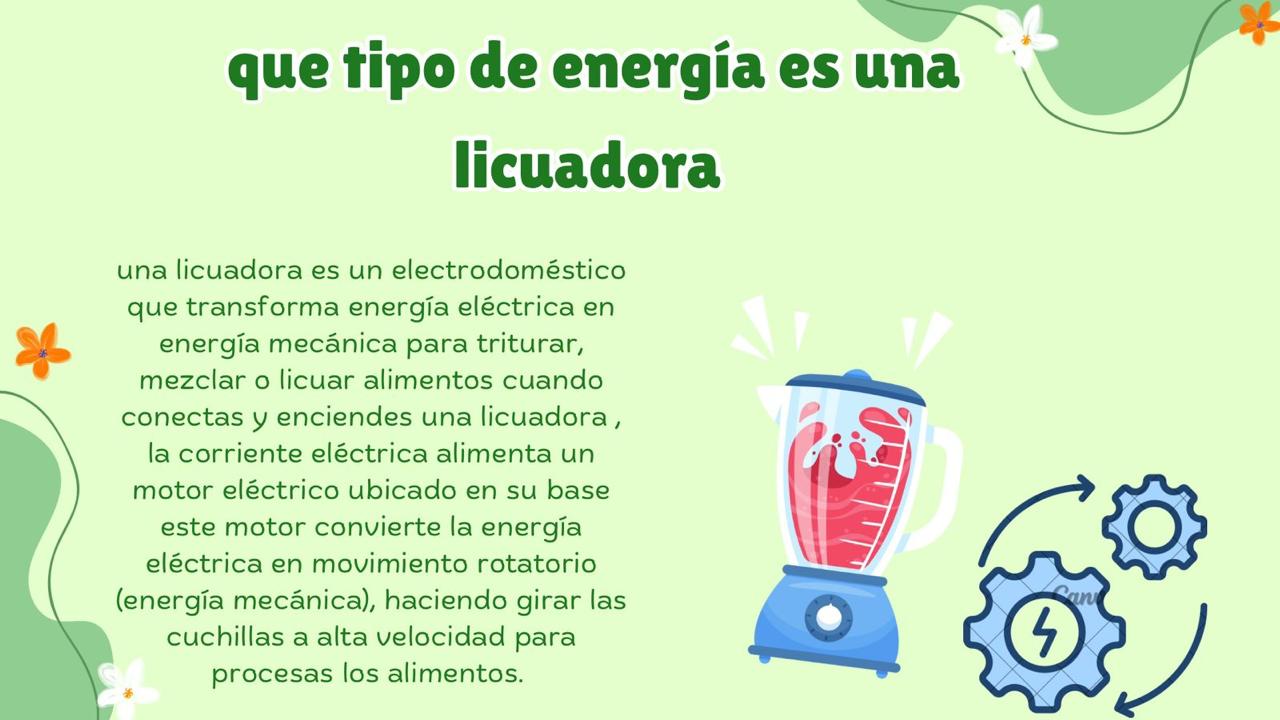 que tipo de energía es una
licuadora
una licuadora es un electrodoméstico
que transforma energía eléctrica en
energía mecánica para triturar,
mezclar o licuar alimentos cuando
conectas y enciendes una licuadora ,
la corriente eléctrica alimenta un
motor eléctrico ubicado en su base
este motor convierte la energía
eléctrica en movimiento rotatorio
(energía mecánica), haciendo girar las
cuchillas a alta velocidad para
procesas los alimentos.